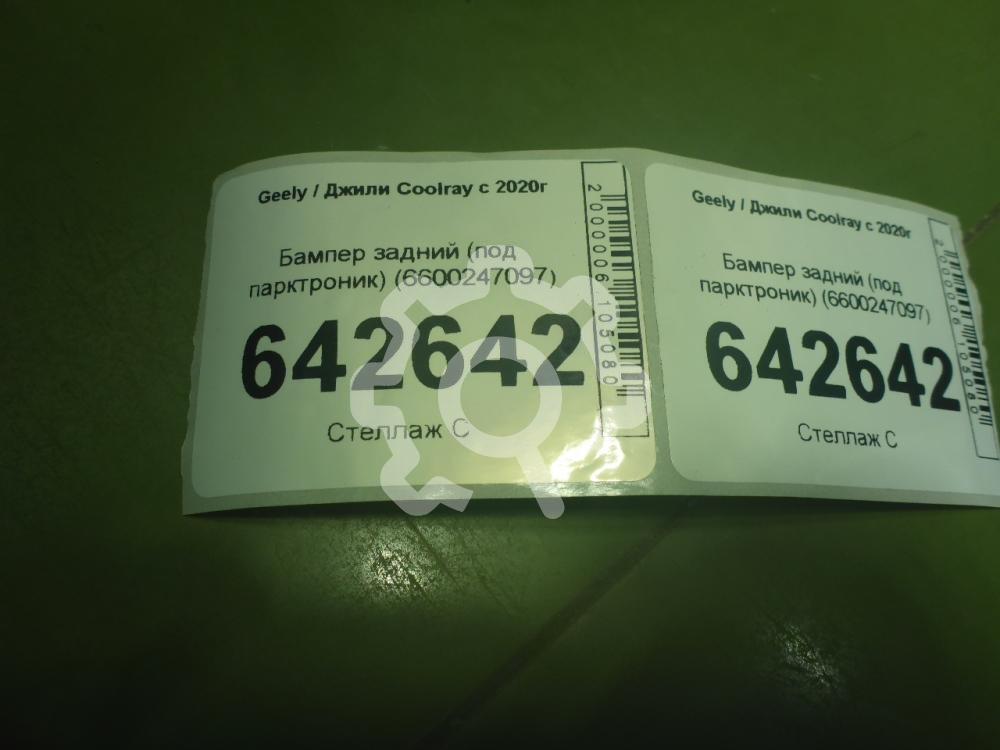 Geely / Джили Coolray с 2020г
Бампер задний (под
парктроник) (6600247097)
642642
Стеллаж С
2000006105080
Geely / Джили Coolray с 2020г
Бампер задний (под
парктроник) (6600247097)
642642
Стеллаж С
2000006105080